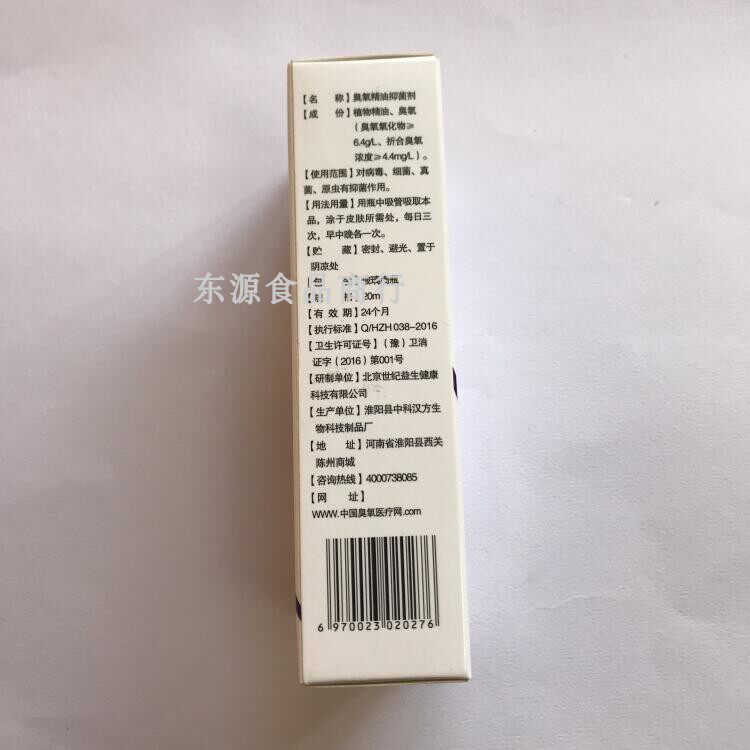 【名 称】臭氧精油抑菌剂
【成 份】植物精油、臭氧
（臭氧氧化物≥
6.4g/L、折合臭氧
浓度≥4.4mg/L）。
【使用范围】对病毒、细菌、真
菌、原虫有抑菌作用。
【用法用量】用瓶中吸管吸取本
品，涂于皮肤所需处，每日三
次，早中晚各一次。
【贮 藏】密封、避光、置于
阴凉处
东源食品商行
20ml
【有 效 期】24个月
【执行标准】Q/HZH 038-2016
【卫生许可证号】（豫）卫消
证字（2016）第001号
【研制单位】北京世纪益生健康
科技有限公司
【生产单位】淮阳县中科汉方生
物科技制品厂
【地 址】河南省淮阳县西关
陈州商城
【咨询热线】4000738085
【网 址】
WWW.中国臭氧医疗网.com
6 970023 020276